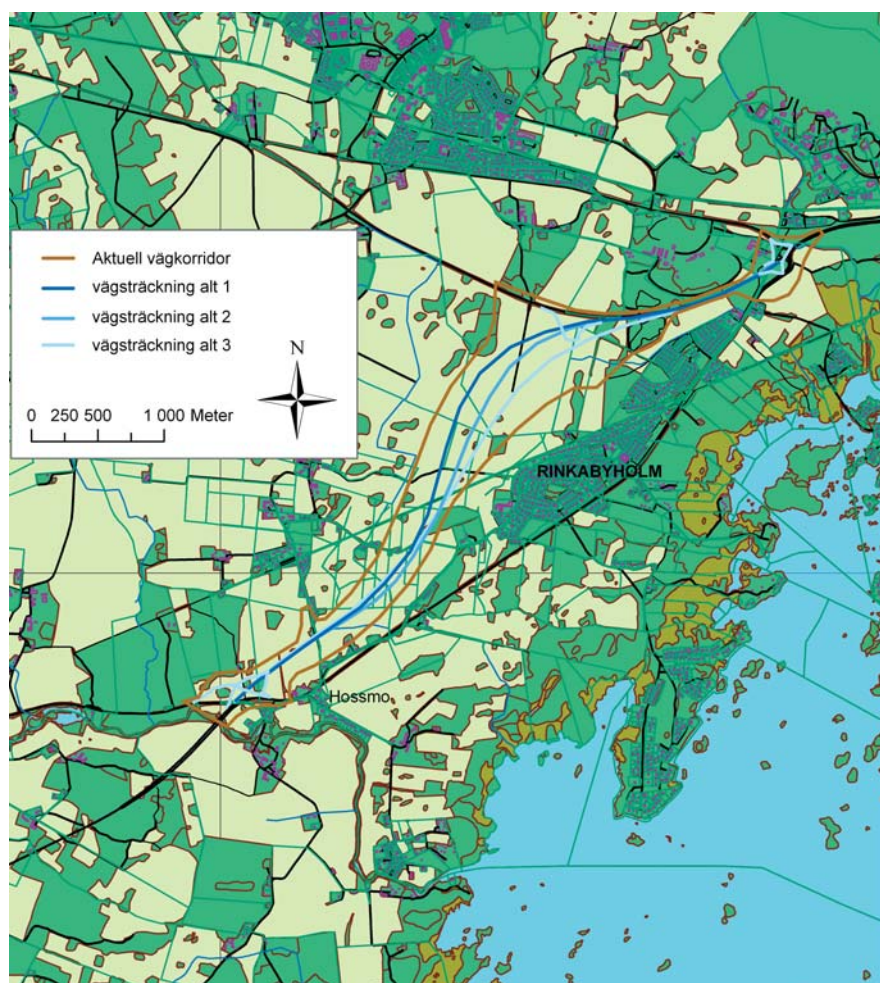 Aktuell vägkorridor
vägsträckning alt 1
vägsträckning alt 2
vägsträckning alt 3
N
0 250 500 1 000 Meter
RINKABYHOLM
Hossmo